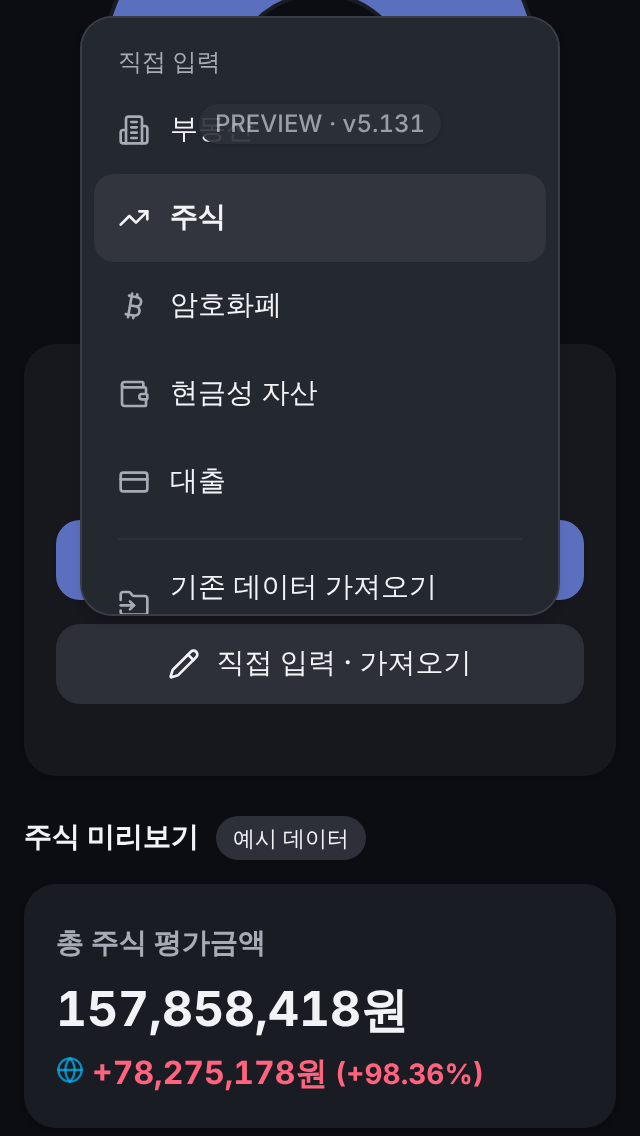 직접 입력
PREVIEW · v5.131
주식
암호화폐
현금성 자산
대출
기존 데이터 가져오기
직접 입력 · 가져오기
주식 미리보기
예시 데이터
총 주식 평가금액
157,858,418원
+78,275,178원 (+98.36%)